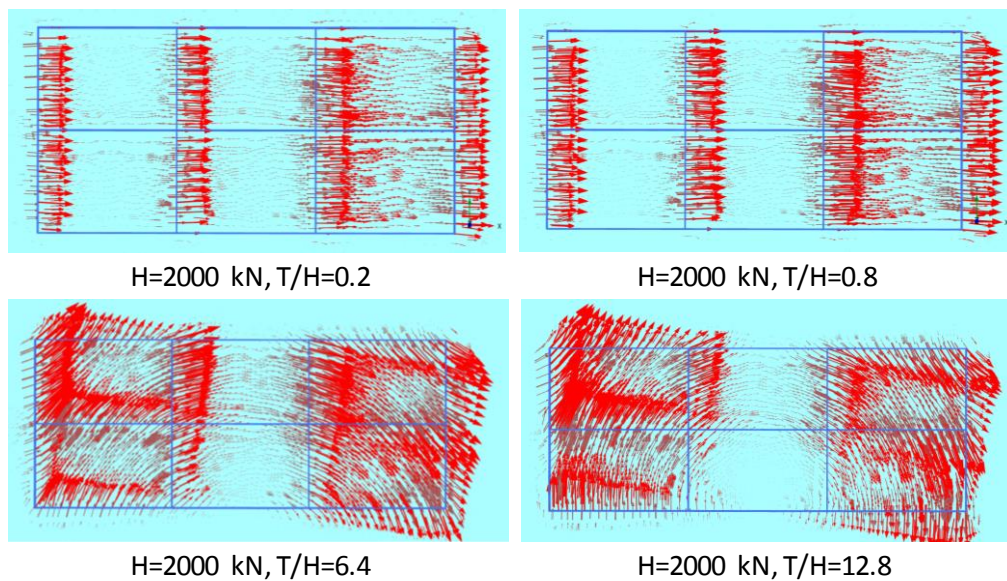 H=2000 kN, T/H=0.2
H=2000 kN, T/H=0.8
H=2000 kN, T/H=6.4
H=2000 kN, T/H=12.8